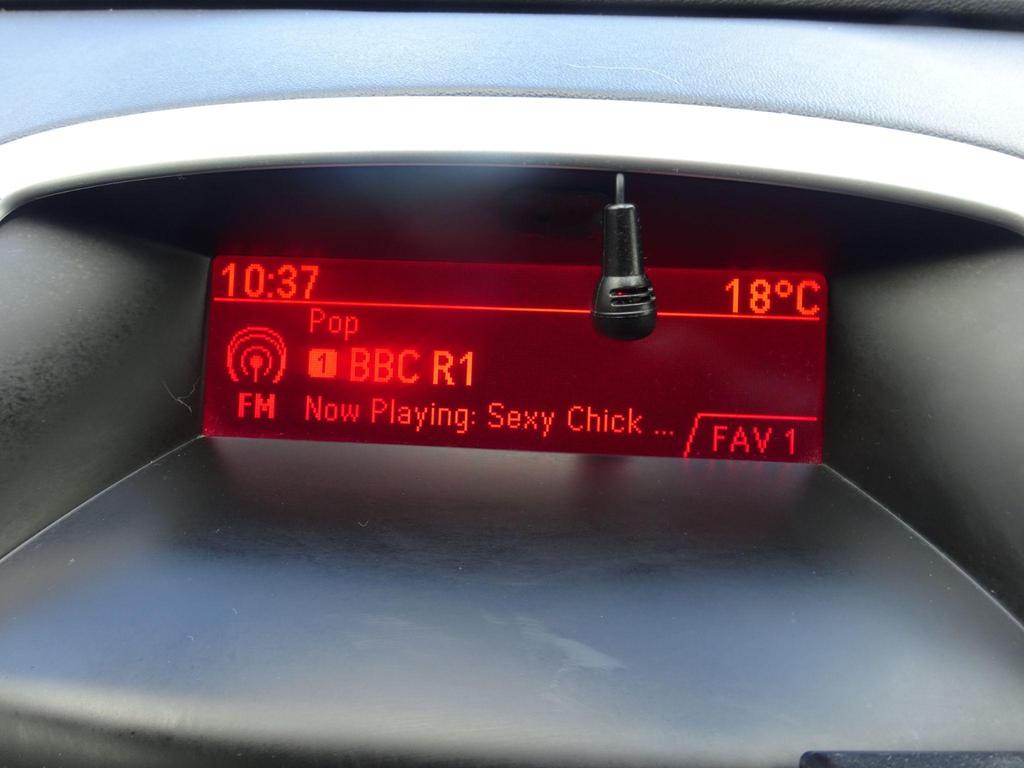 10:37 18°C
Pop
1 BBC R1
FM Now Playing: Sexy Chick ...
FAV 1